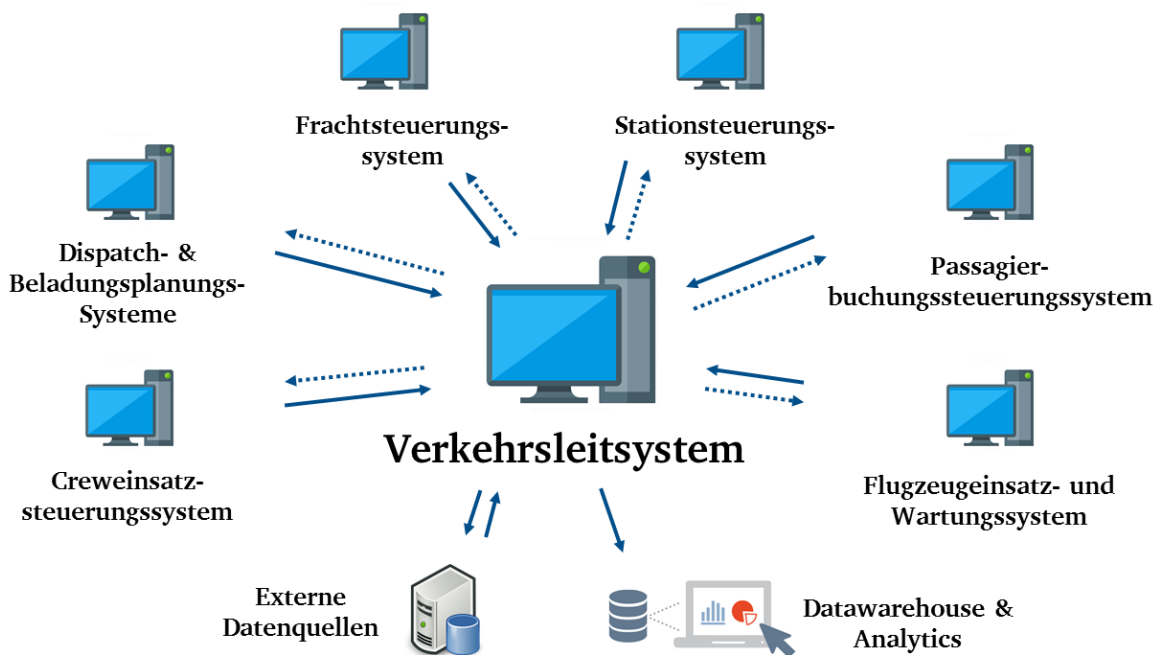 Frachtsteuerungs-
system
Stationsteuerungs-
system
Dispatch- &
Beladungsplanungs-
Systeme
Passagier-
buchungssteuerungssystem
Verkehrsleitsystem
Creweinsatz-
steuerungssystem
Flugzeugeinsatz- und
Wartungssystem
Externe
Datenquellen
Datawarehouse &
Analytics